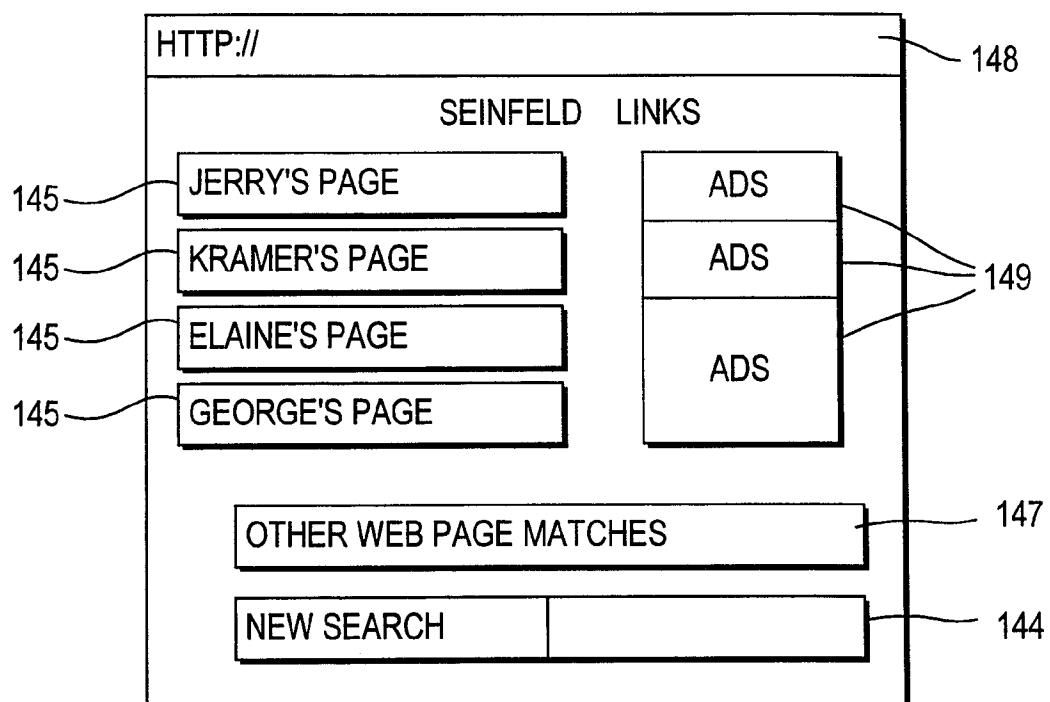 HTTP://
148
SEINFELD LINKS
145 JERRY'S PAGE
145 KRAMER'S PAGE
145 ELAINE'S PAGE
145 GEORGE'S PAGE
ADS
ADS
ADS
149
OTHER WEB PAGE MATCHES
147
NEW SEARCH
144